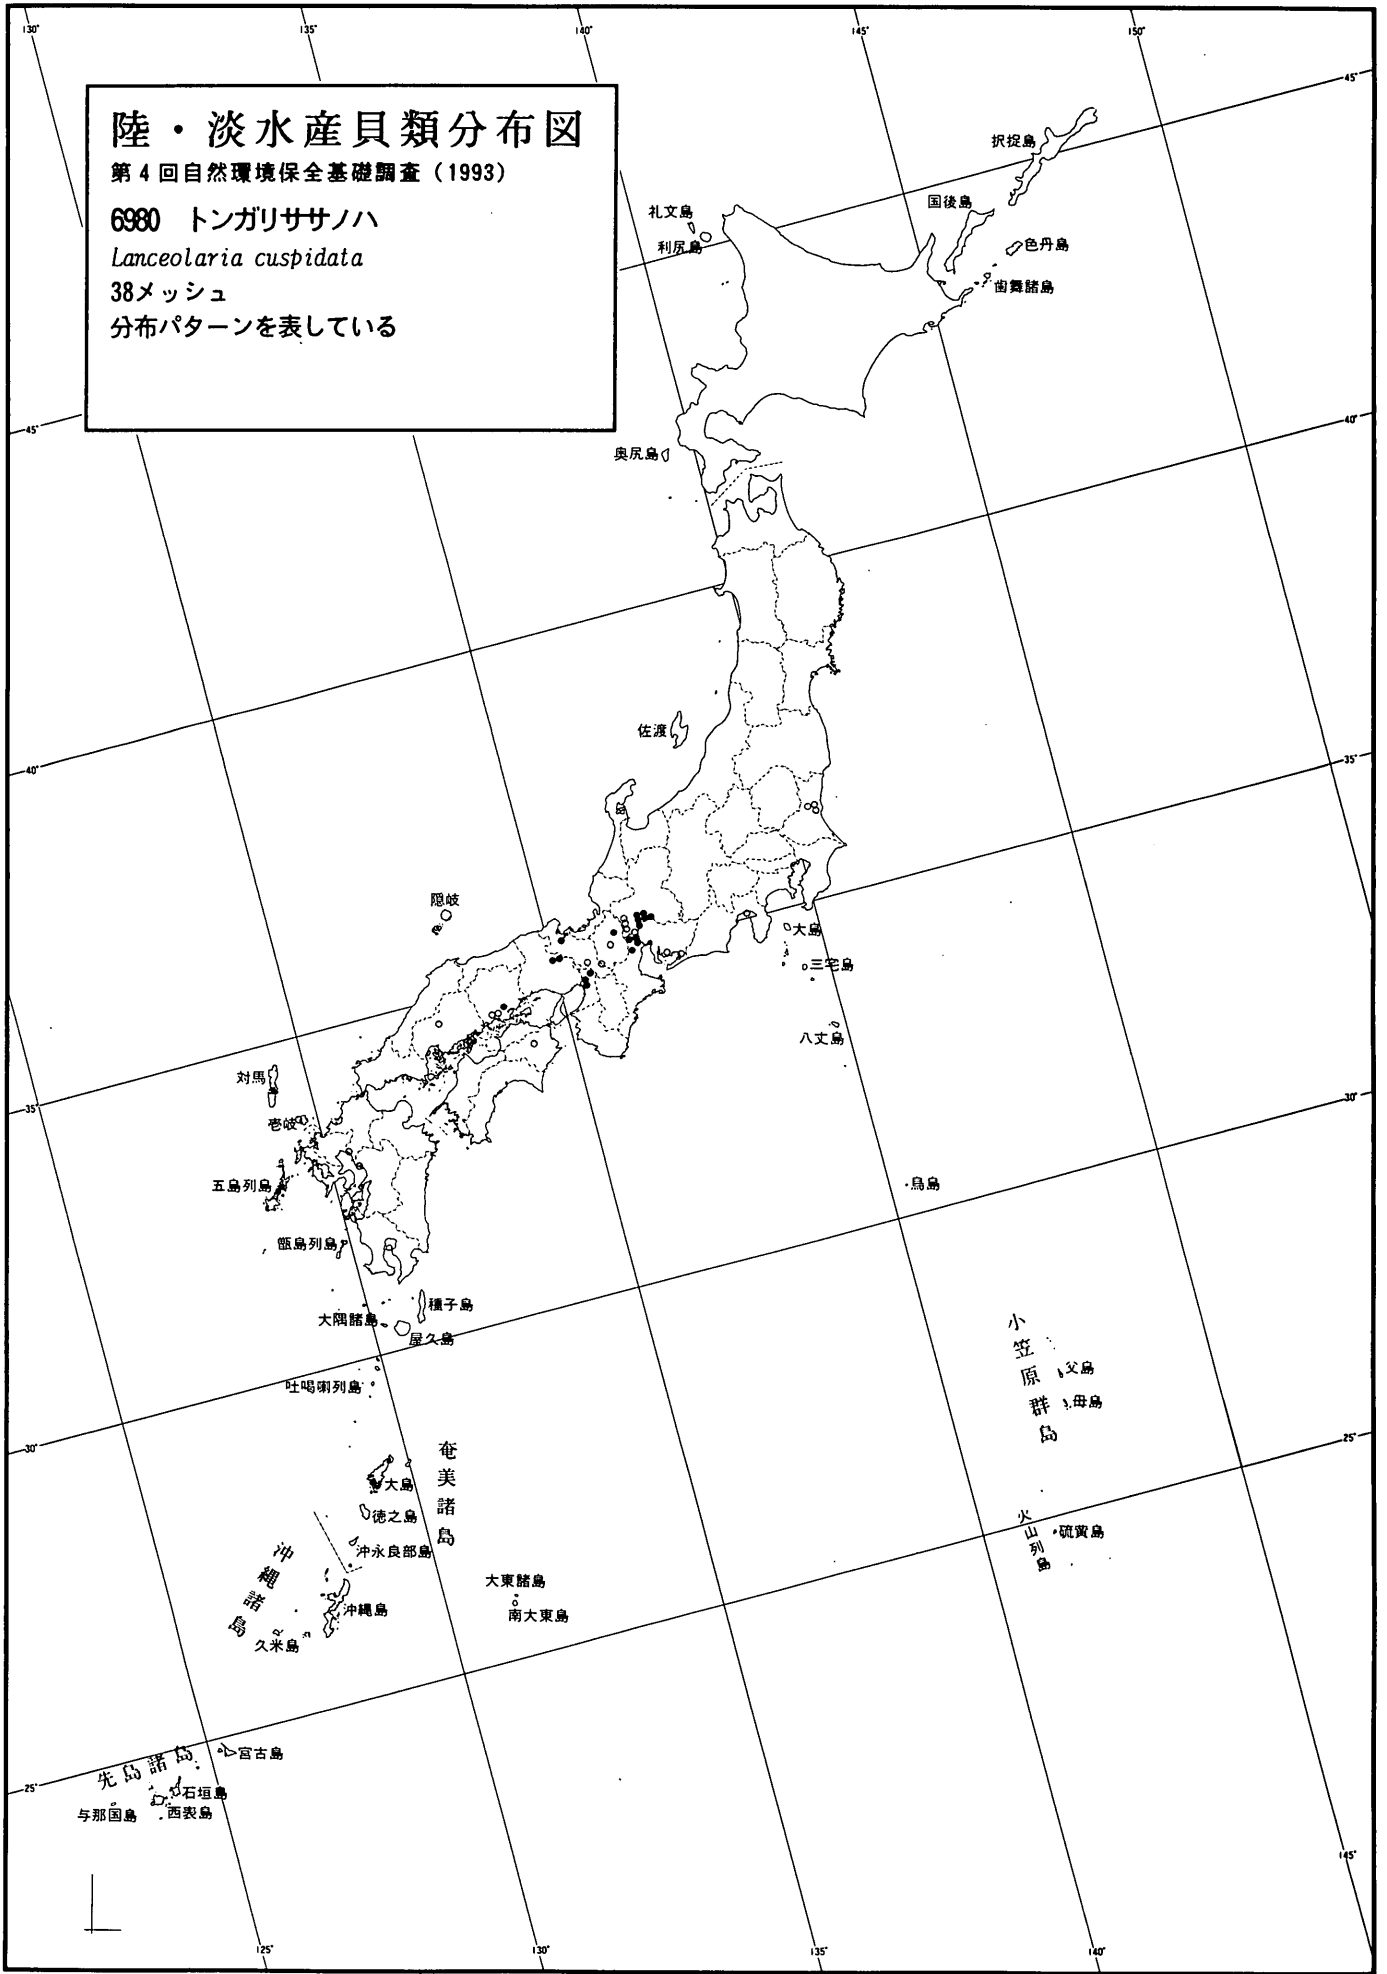 130°
135°
140°
145°
150°
45°
陸・淡水産貝類分布図
第4回自然環境保全基礎調査（1993）
6980 トンガリササノハ
Lanceolaria cuspidata
38メッシュ
分布パターンを表している
択捉島
国後島
礼文島
利尻島
色丹島
歯舞諸島
45°
40°
奥尻島
佐渡
40°
35°
隠岐
大島
三宅島
八丈島
対馬
35°
30°
壱岐
五島列島
鳥島
甑島列島
種子島
大隅諸島
屋久島
小笠原群島
父島
吐喝喇列島
母島
30°
25°
奄美諸島
大島
徳之島
火山列島
硫黄島
沖永良部島
沖縄諸島
大東諸島
沖縄島
南大東島
久米島
先島諸島
宮古島
25°
石垣島
与那国島
西表島
145°
125°
130°
135°
140°